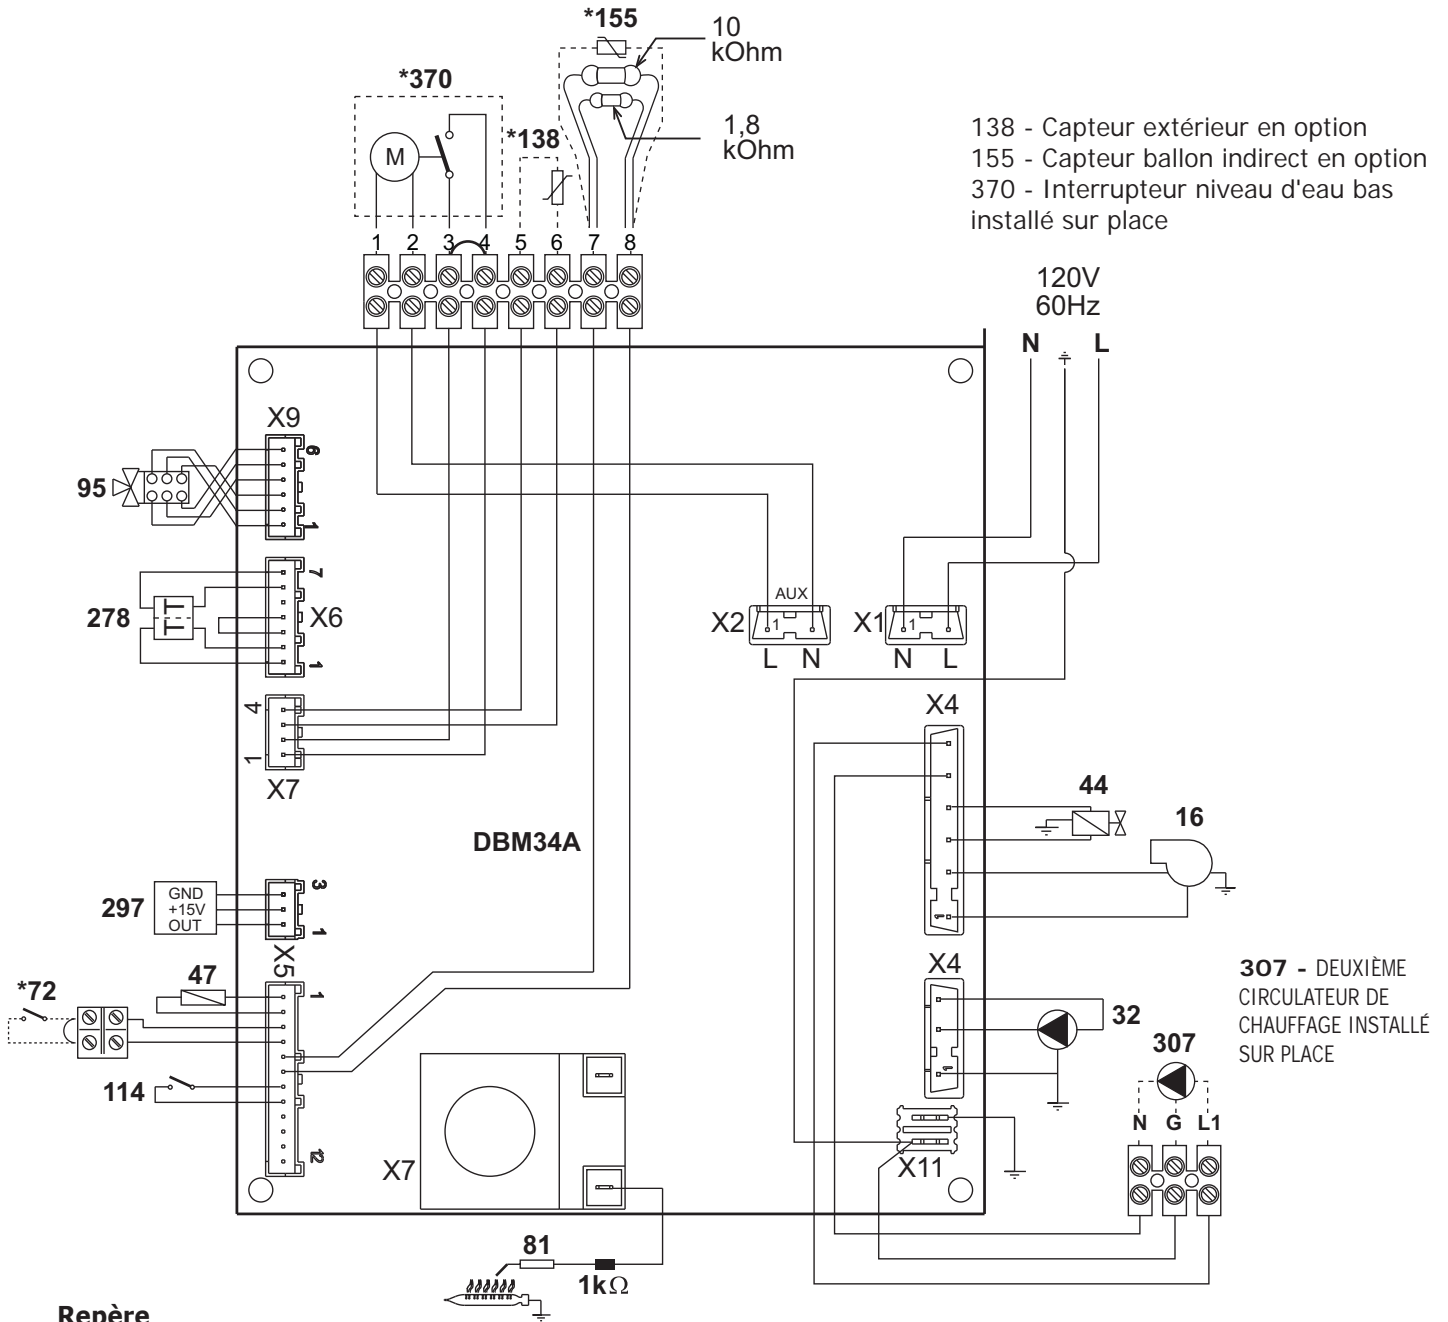 *155
10
kOhm
*370
1,8
kOhm
*138
M
138 - Capteur extérieur en option
155 - Capteur ballon indirect en option
370 - Interrupteur niveau d'eau bas
installé sur place
1 2 3 4 5 6 7 8
120V
60Hz
N L
X9
6
95
1
7
278
TT
TT
X6
1
AUX
X2
1
L N
X1
1
N L
4
1
X7
X4
44
16
DBM34A
3
297
GND
+15V
OUT
1
X5
1
X4
47
*72
32
1
1
114
12
307 - DEUXIÈME
CIRCULATEUR DE
CHAUFFAGE INSTALLÉ
SUR PLACE
307
N G L1
X7
X11
81
1kΩ
Repère